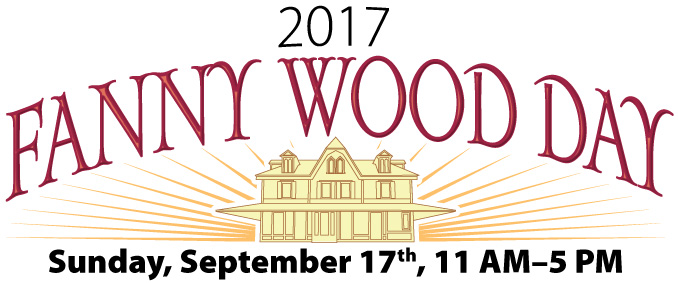 2017
FANNY WOOD DAY
Sunday, September 17th, 11 AM–5 PM